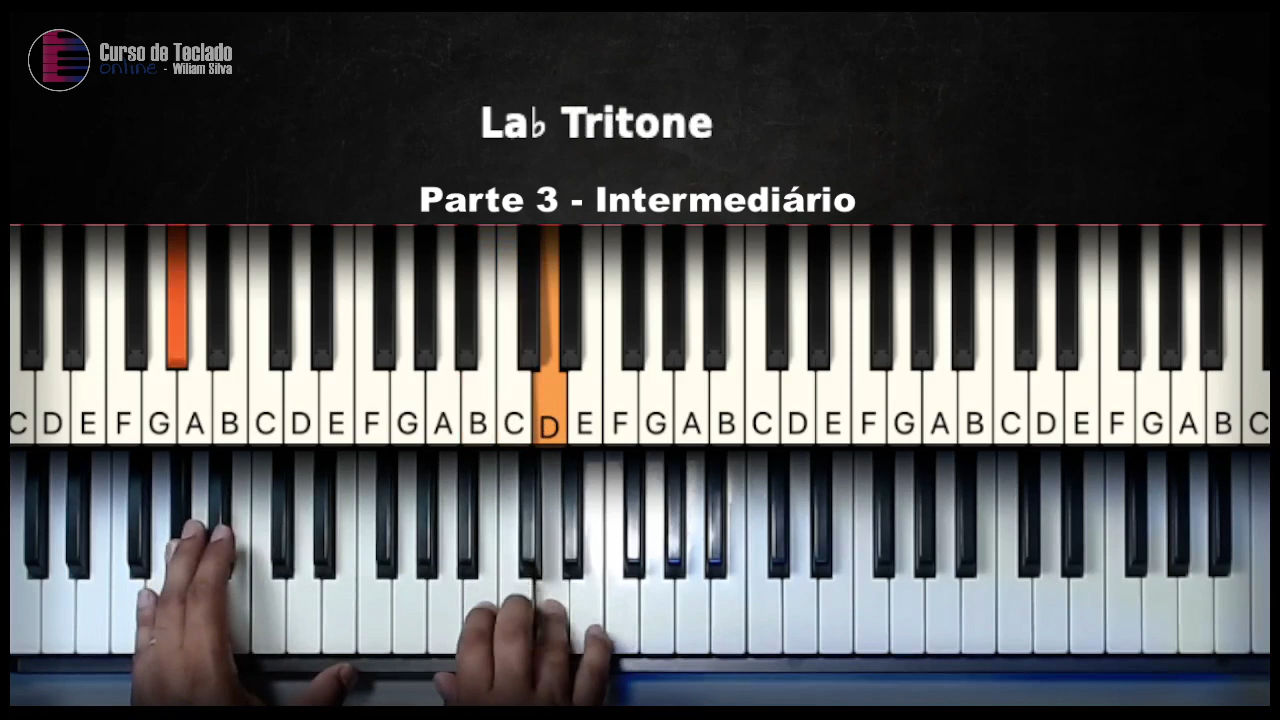 Curso de Teclado
online - Wiliam Silva
La♭ Tritone
Parte 3 - Intermediário
C D E F G A B C D E F G A B C D E F G A B C D E F G A B C D E F G A B C